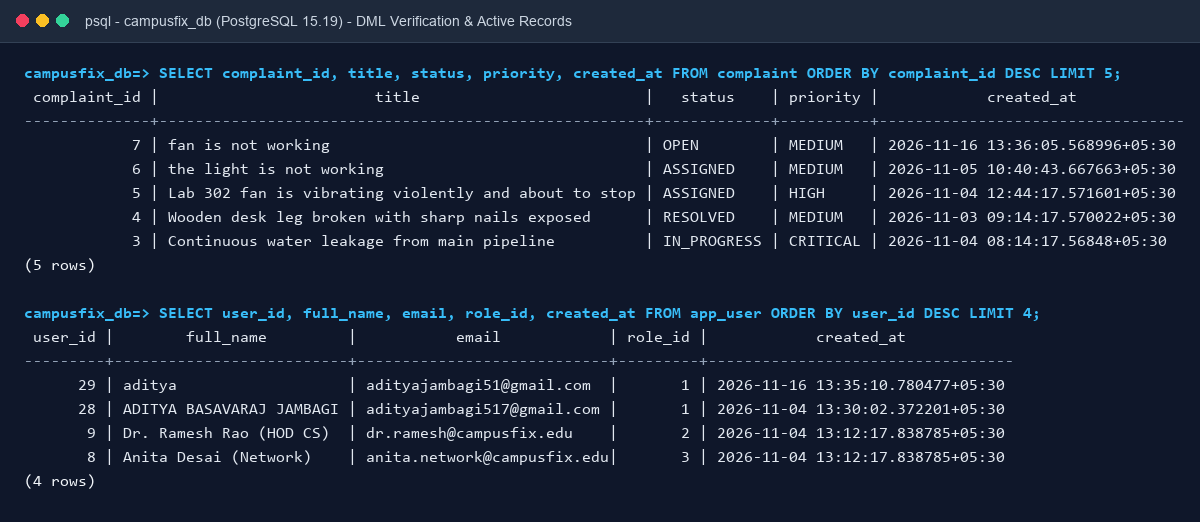 psql - campusfix_db (PostgreSQL 15.19) - DML Verification & Active Records
campusfix_db=> SELECT complaint_id, title, status, priority, created_at FROM complaint ORDER BY complaint_id DESC LIMIT 5;
 complaint_id |                        title                         |   status    | priority |            created_at
--------------+------------------------------------------------------+-------------+----------+----------------------------------
            7 | fan is not working                                   | OPEN        | MEDIUM   | 2026-11-16 13:36:05.568996+05:30
            6 | the light is not working                             | ASSIGNED    | MEDIUM   | 2026-11-05 10:40:43.667663+05:30
            5 | Lab 302 fan is vibrating violently and about to stop | ASSIGNED    | HIGH     | 2026-11-04 12:44:17.571601+05:30
            4 | Wooden desk leg broken with sharp nails exposed      | RESOLVED    | MEDIUM   | 2026-11-03 09:14:17.570022+05:30
            3 | Continuous water leakage from main pipeline          | IN_PROGRESS | CRITICAL | 2026-11-04 08:14:17.56848+05:30
(5 rows)
campusfix_db=> SELECT user_id, full_name, email, role_id, created_at FROM app_user ORDER BY user_id DESC LIMIT 4;
 user_id |        full_name         |           email            | role_id |            created_at
---------+--------------------------+----------------------------+---------+----------------------------------
      29 | aditya                   | adityajambagi51@gmail.com  |       1 | 2026-11-16 13:35:10.780477+05:30
      28 | ADITYA BASAVARAJ JAMBAGI | adityajambagi517@gmail.com |       1 | 2026-11-04 13:30:02.372201+05:30
       9 | Dr. Ramesh Rao (HOD CS)  | dr.ramesh@campusfix.edu    |       2 | 2026-11-04 13:12:17.838785+05:30
       8 | Anita Desai (Network)    | anita.network@campusfix.edu|       3 | 2026-11-04 13:12:17.838785+05:30
(4 rows)